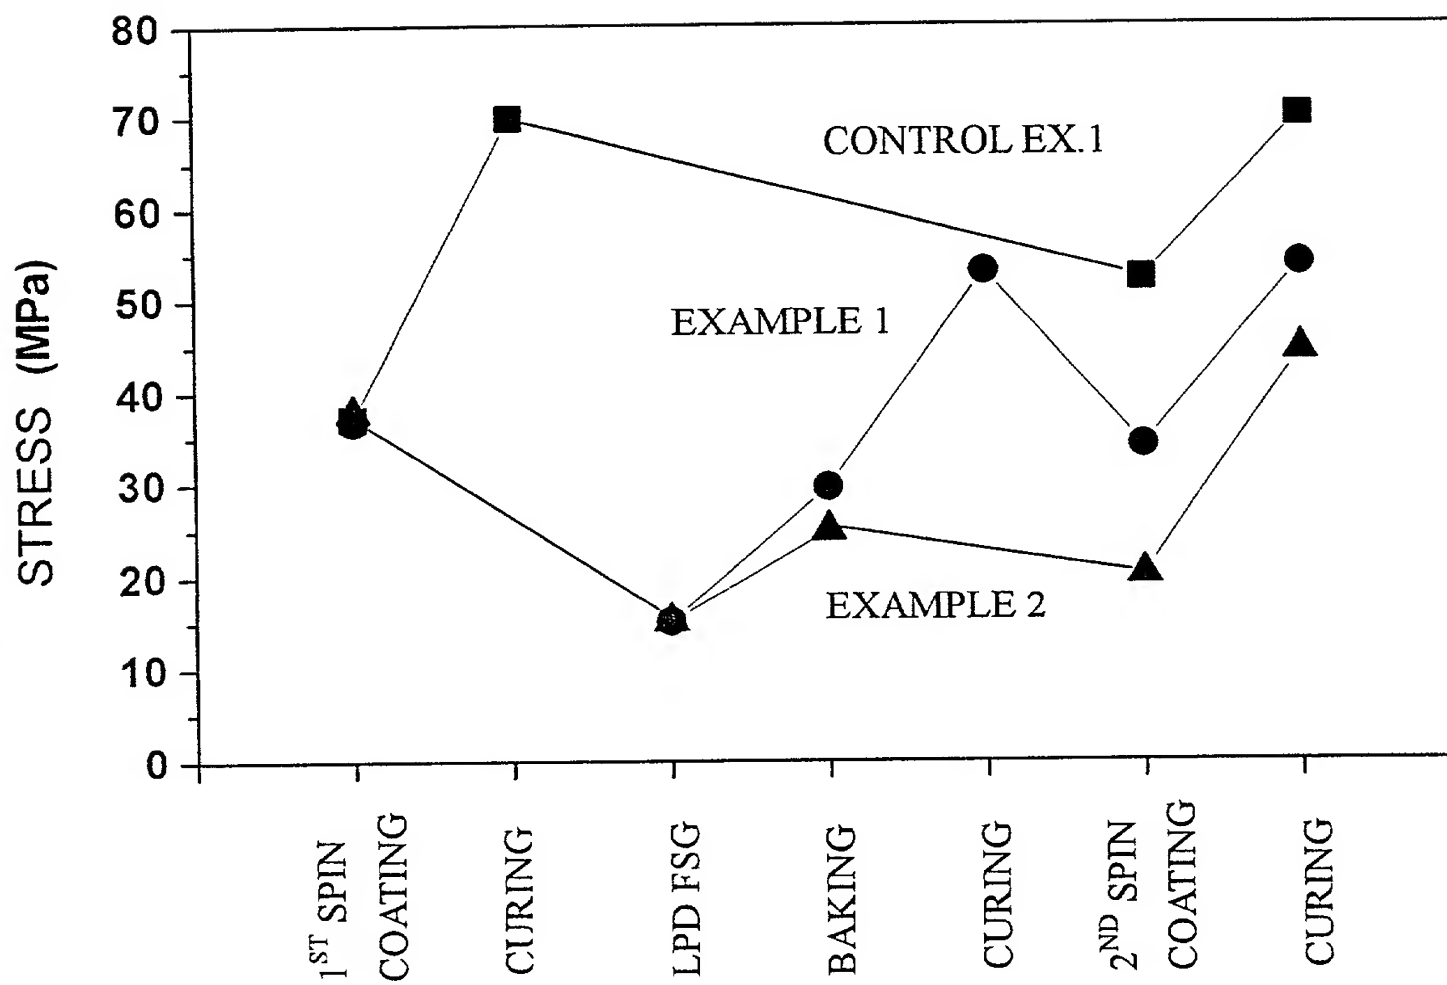 80
70
60
50
40
30
20
10
0
STRESS (MPa)
CONTROL EX.1
EXAMPLE 1
EXAMPLE 2
1ST SPIN
COATING
CURING
LPD FSG
BAKING
CURING
2ND SPIN
COATING
CURING